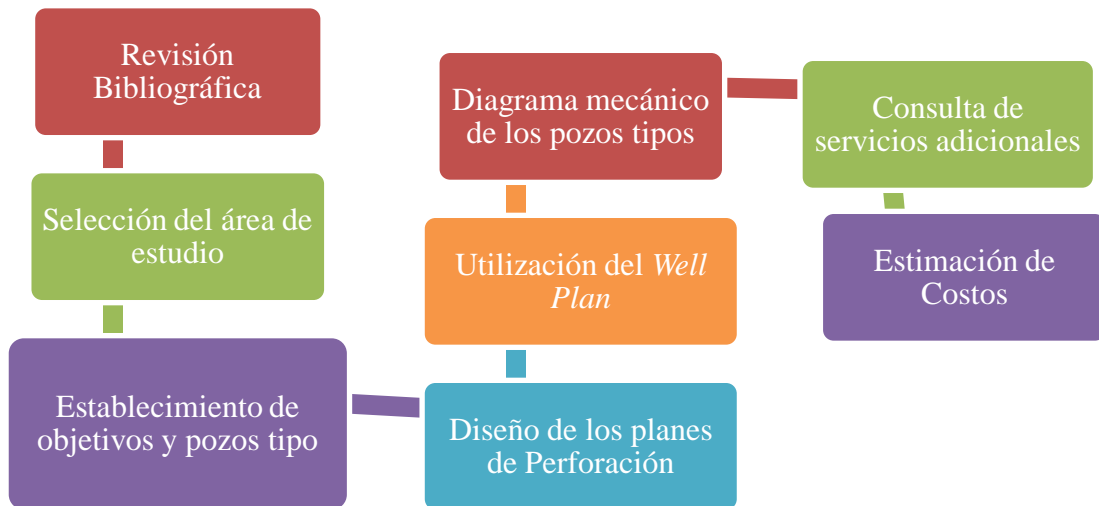 Revisión
Bibliográfica
Selección del área de
estudio
Establecimiento de
objetivos y pozos tipo
Diseño de los planes
de Perforación
Utilización del Well
Plan
Diagrama mecánico
de los pozos tipos
Consulta de
servicios adicionales
Estimación de
Costos